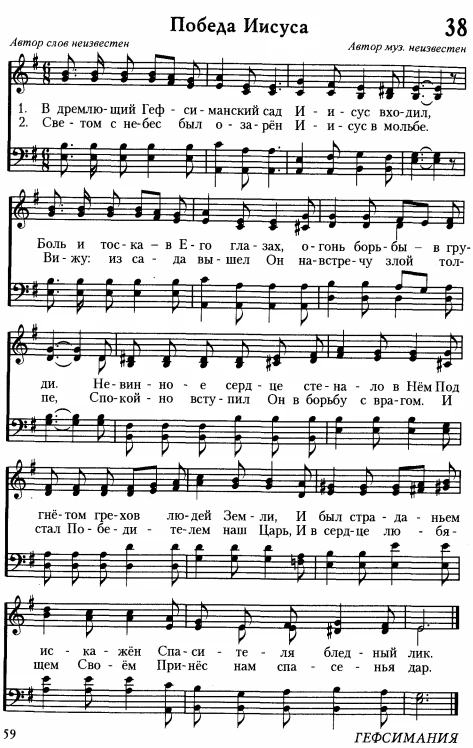 Победа Иисуса
38
Автор слов неизвестен
Автор муз. неизвестен
1. В дремлю-щий Геф - си-манский сад И - и - сус вхо-дил,
2. Све - том с не-бес был о - за-рён И - и-сус в мольбе.
Боль и тос-ка – в Е-го гла - зах, о-гонь борь-бы – в гру-
Ви - жу: из са - да вы-шел Он на-встре-чу злой тол-
ди. Не-вин-но - е серд - це сте - на - ло в Нём Под
пе, Спо-кой-но всту - пил Он в борь-бу с вра-гом. И
гнё-том гре-хов лю-дей Зем - ли, И был стра - да - ньем
стал По - бе - ди - те-лем наш Царь, И в серд-це лю - бя-
ис - ка - жён Спа-си - те - ля блед - ный лик.
щем Сво - ём При-нёс нам спа - се - нья дар.
59
ГЕФСИМАНИЯ